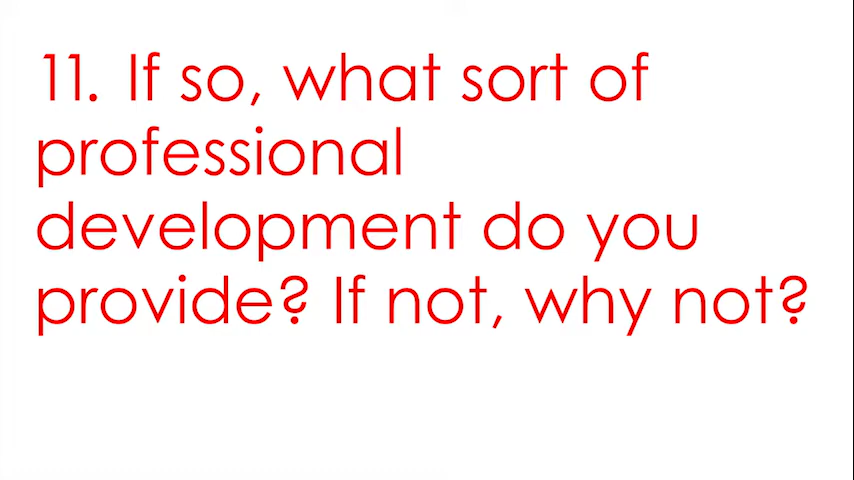 11. If so, what sort of
professional
development do you
provide? If not, why not?